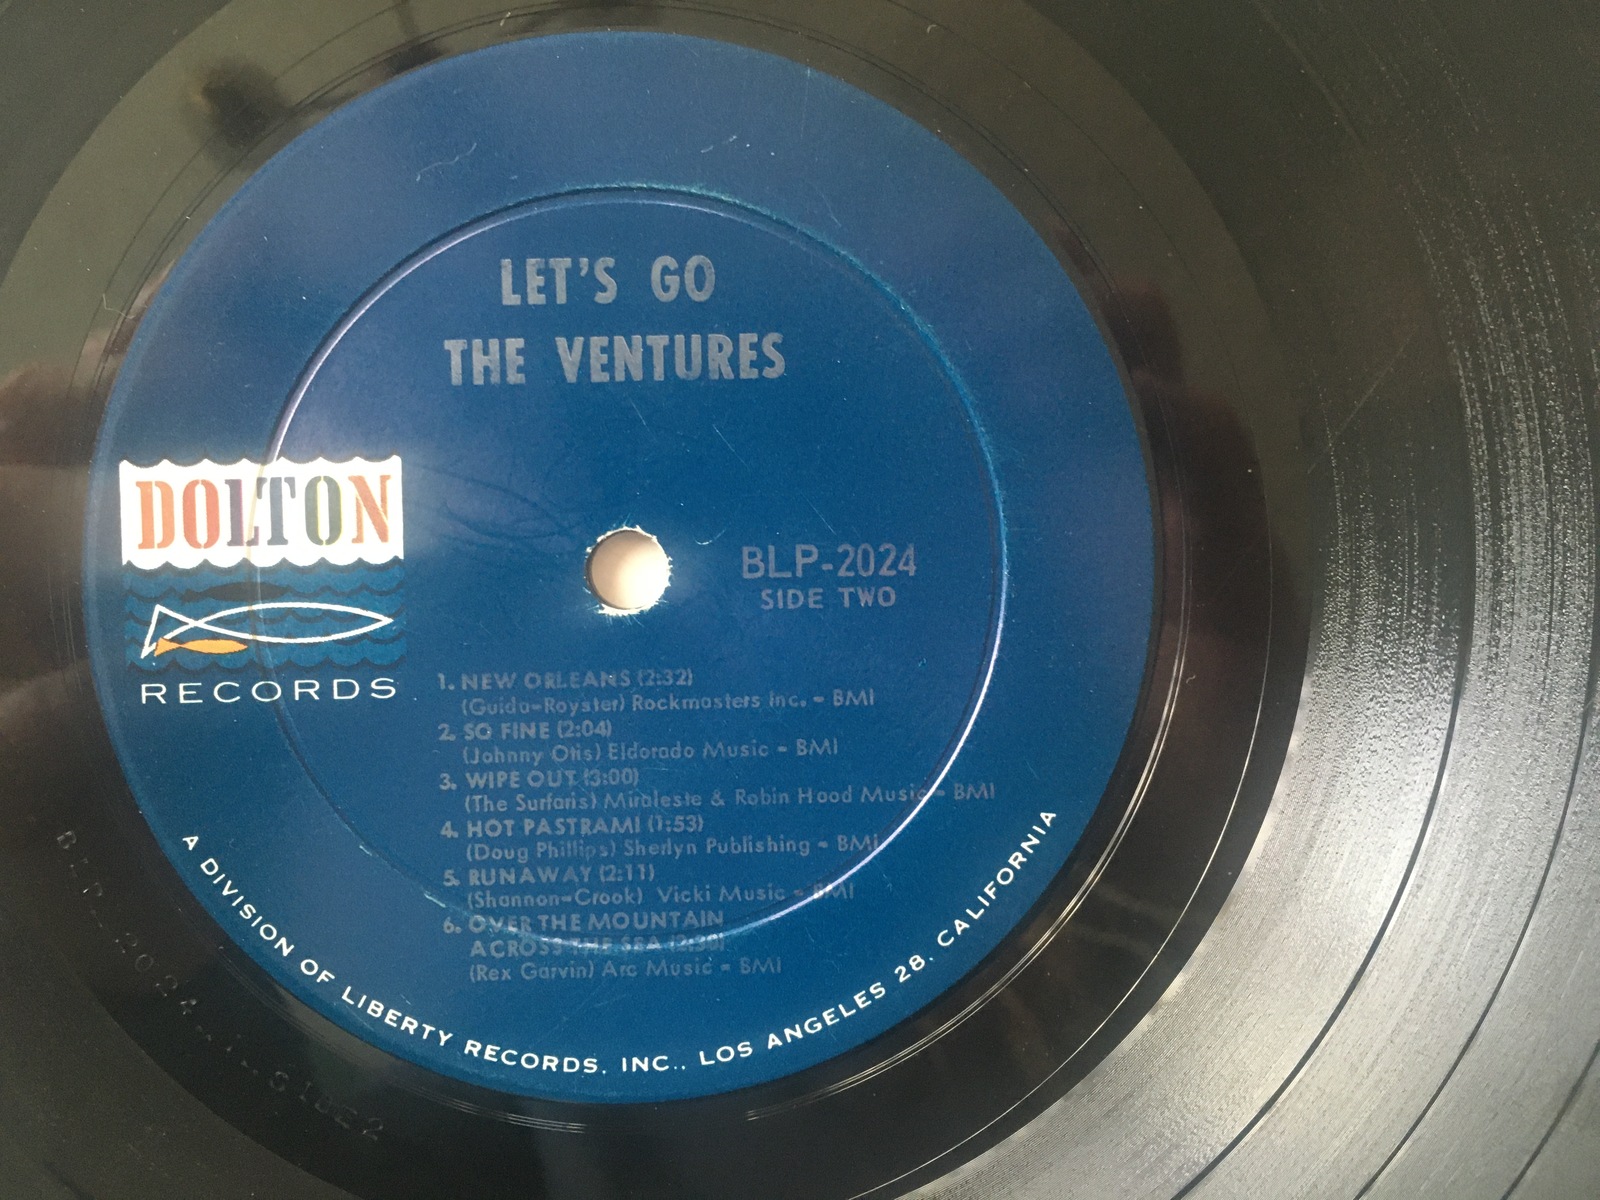 LET'S GO
THE VENTURES
DOLTON
RECORDS
BLP-2024
SIDE TWO
1. NEW ORLEANS (2:32)
(Guida-Royster) Rockmasters Inc. - BMI
2. SO FINE (2:04)
(Johnny Otis) Eldorado Music - BMI
3. WIPE OUT (3:00)
(The Surfaris) Miraleste & Robin Hood Music - BMI
4. HOT PASTRAMI (1:53)
(Doug Phillips) Sherlyn Publishing - BMI
5. RUNAWAY (2:11)
(Shannon-Crook) Vicki Music - BMI
6. OVER THE MOUNTAIN
ACROSS THE SEA
(Rex Garvin) Arc Music - BMI
A DIVISION OF LIBERTY RECORDS, INC., LOS ANGELES 28, CALIFORNIA